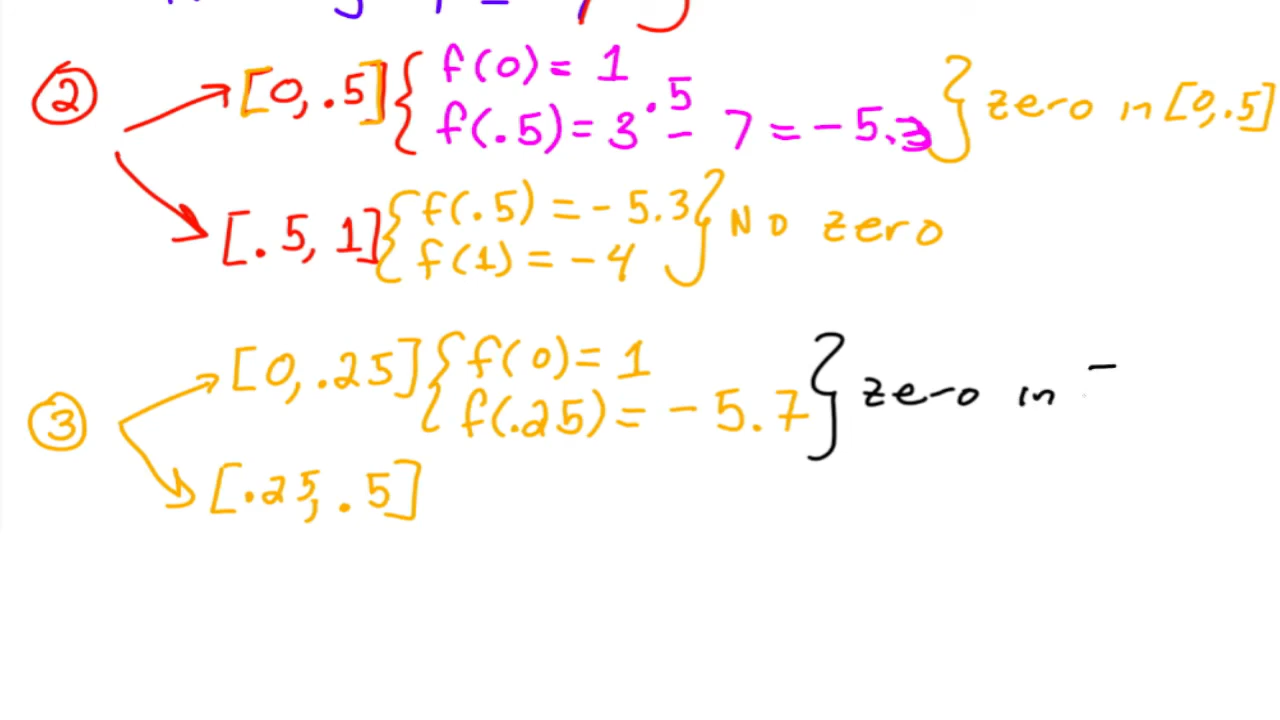 ② [0, .5] { f(0) = 1 } zero in [0, .5]
f(.5) = 3^.5 - 7 = -5.3
[.5, 1] { f(.5) = -5.3 } NO zero
f(1) = -4
③ [0, .25] { f(0) = 1 } zero in
f(.25) = -5.7
[.25, .5]